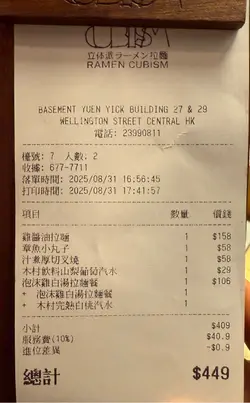 CUBISM
立体派ラーメン拉麵
RAMEN CUBISM
BASEMENT YUEN YICK BUILDING 27 & 29
WELLINGTON STREET CENTRAL HK
電話: 23990811
檯號: 7 人數: 2
收據: 677-7711
落單時間: 2025/08/31 16:56:45
打印時間: 2025/08/31 17:41:57
項目 數量 價錢
雞醬油拉麵 1 $158
章魚小丸子 1 $58
汁煮厚切叉燒 1 $58
木村飲料山梨葡萄汽水 1 $29
泡沫雞白湯拉麵餐 1 $106
+ 泡沫雞白湯拉麵餐 1
+ 木村完熟白桃汽水 1
小計 $409
服務費(10%) $40.9
進位差異 -$0.9
總計 $449